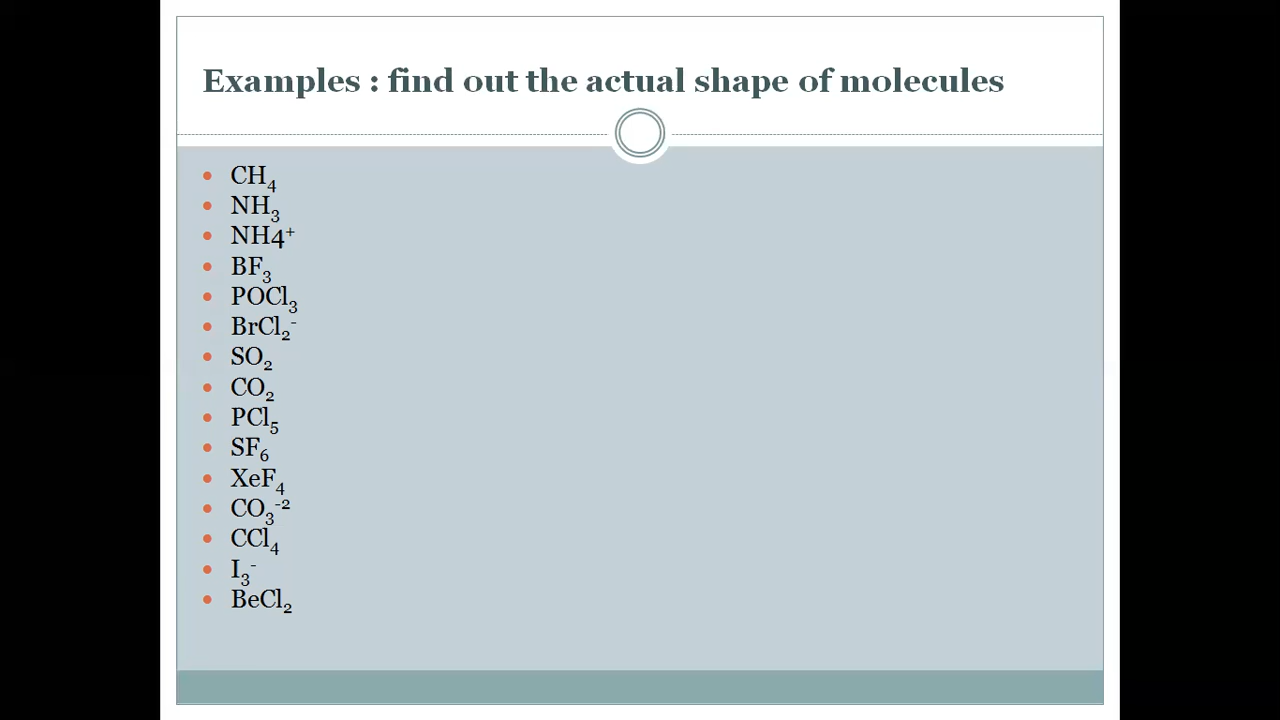 Examples : find out the actual shape of molecules
• CH₄
• NH₃
• NH4⁺
• BF₃
• POCl₃
• BrCl₂⁻
• SO₂
• CO₂
• PCl₅
• SF₆
• XeF₄
• CO₃⁻²
• CCl₄
• I₃⁻
• BeCl₂